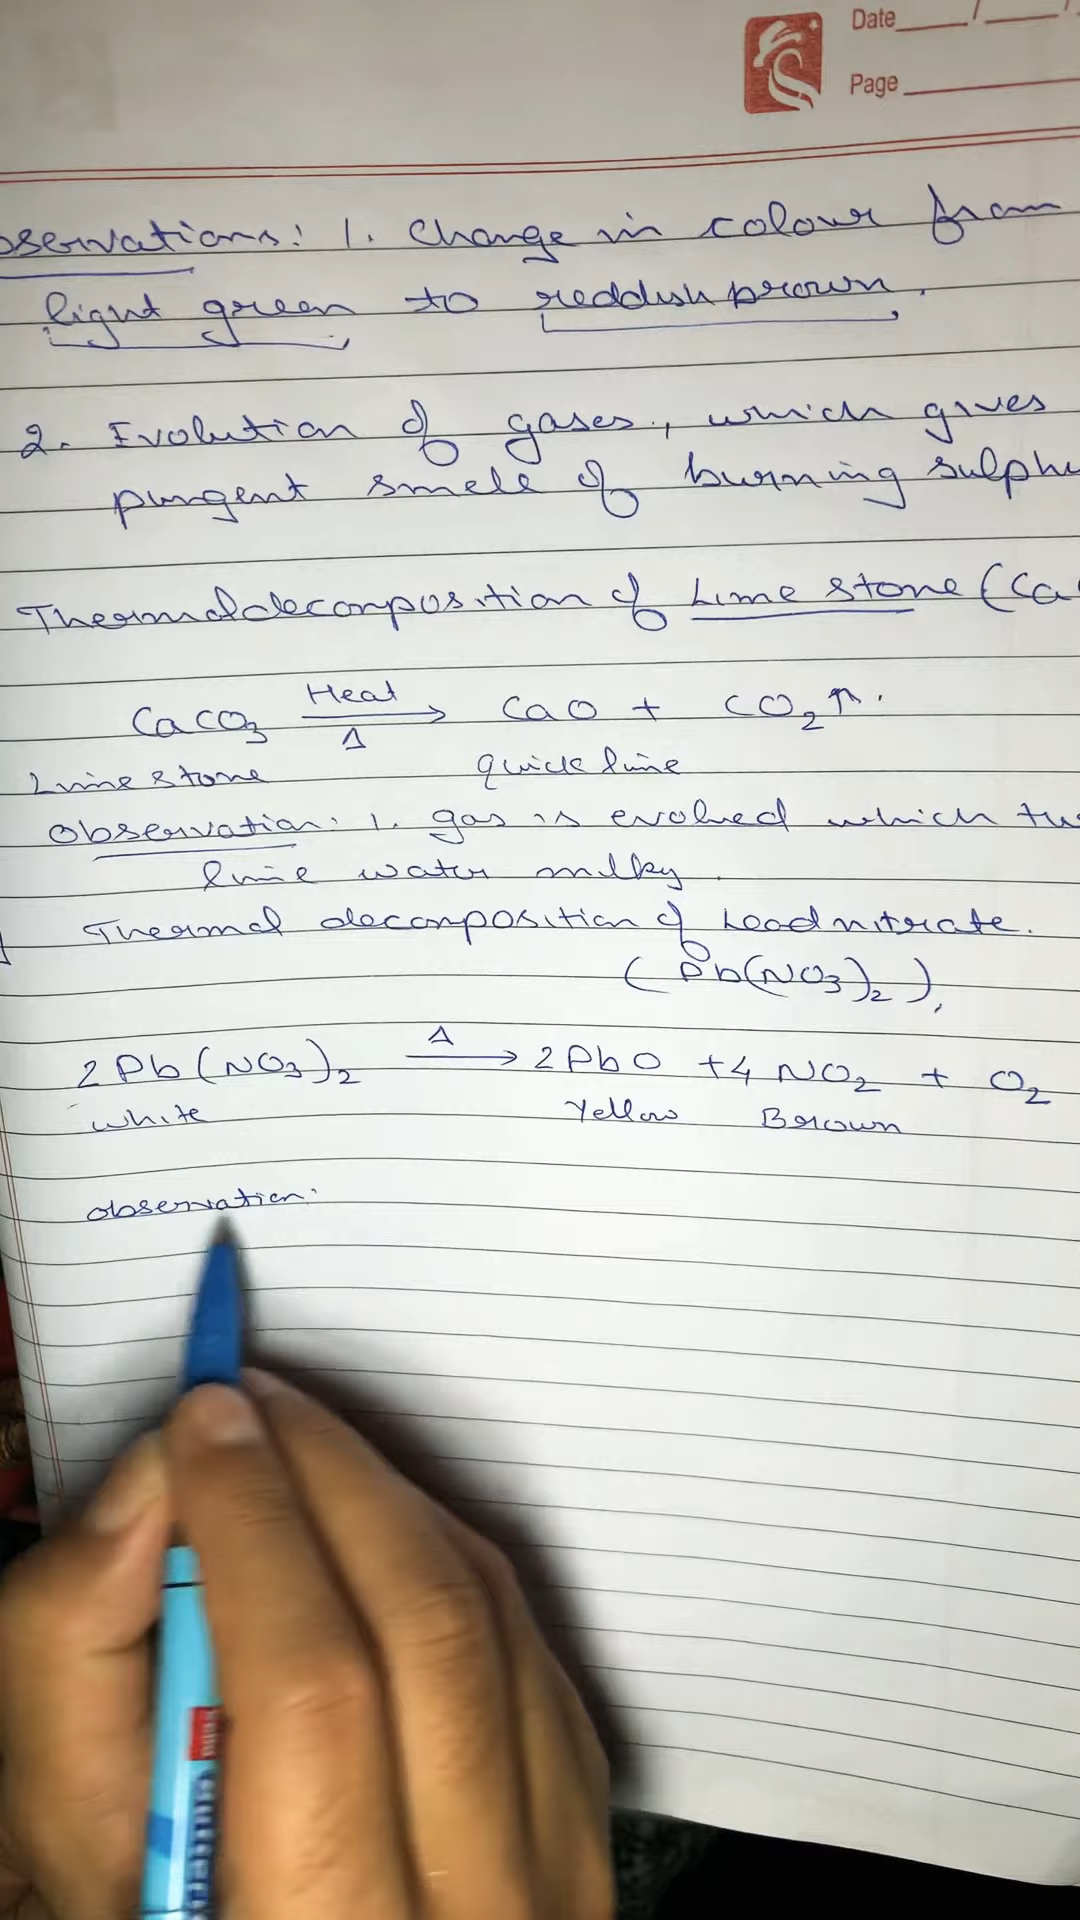 Date / /
Page
bservations: 1. Change in colour from
light green to reddish brown.
2. Evolution of gases, which gives
pungent smell of burning sulphu
Thermal decomposition of Lime stone (Ca
CaCO3 Heat Δ → CaO + CO2 ↑.
Lime stone quick lime
Observation: 1. gas is evolved which tu
lime water milky.
Thermal decomposition of Lead nitrate.
(Pb(NO3)2),
2Pb(NO3)2 Δ → 2PbO + 4NO2 + O2
white Yellow Brown
observation: